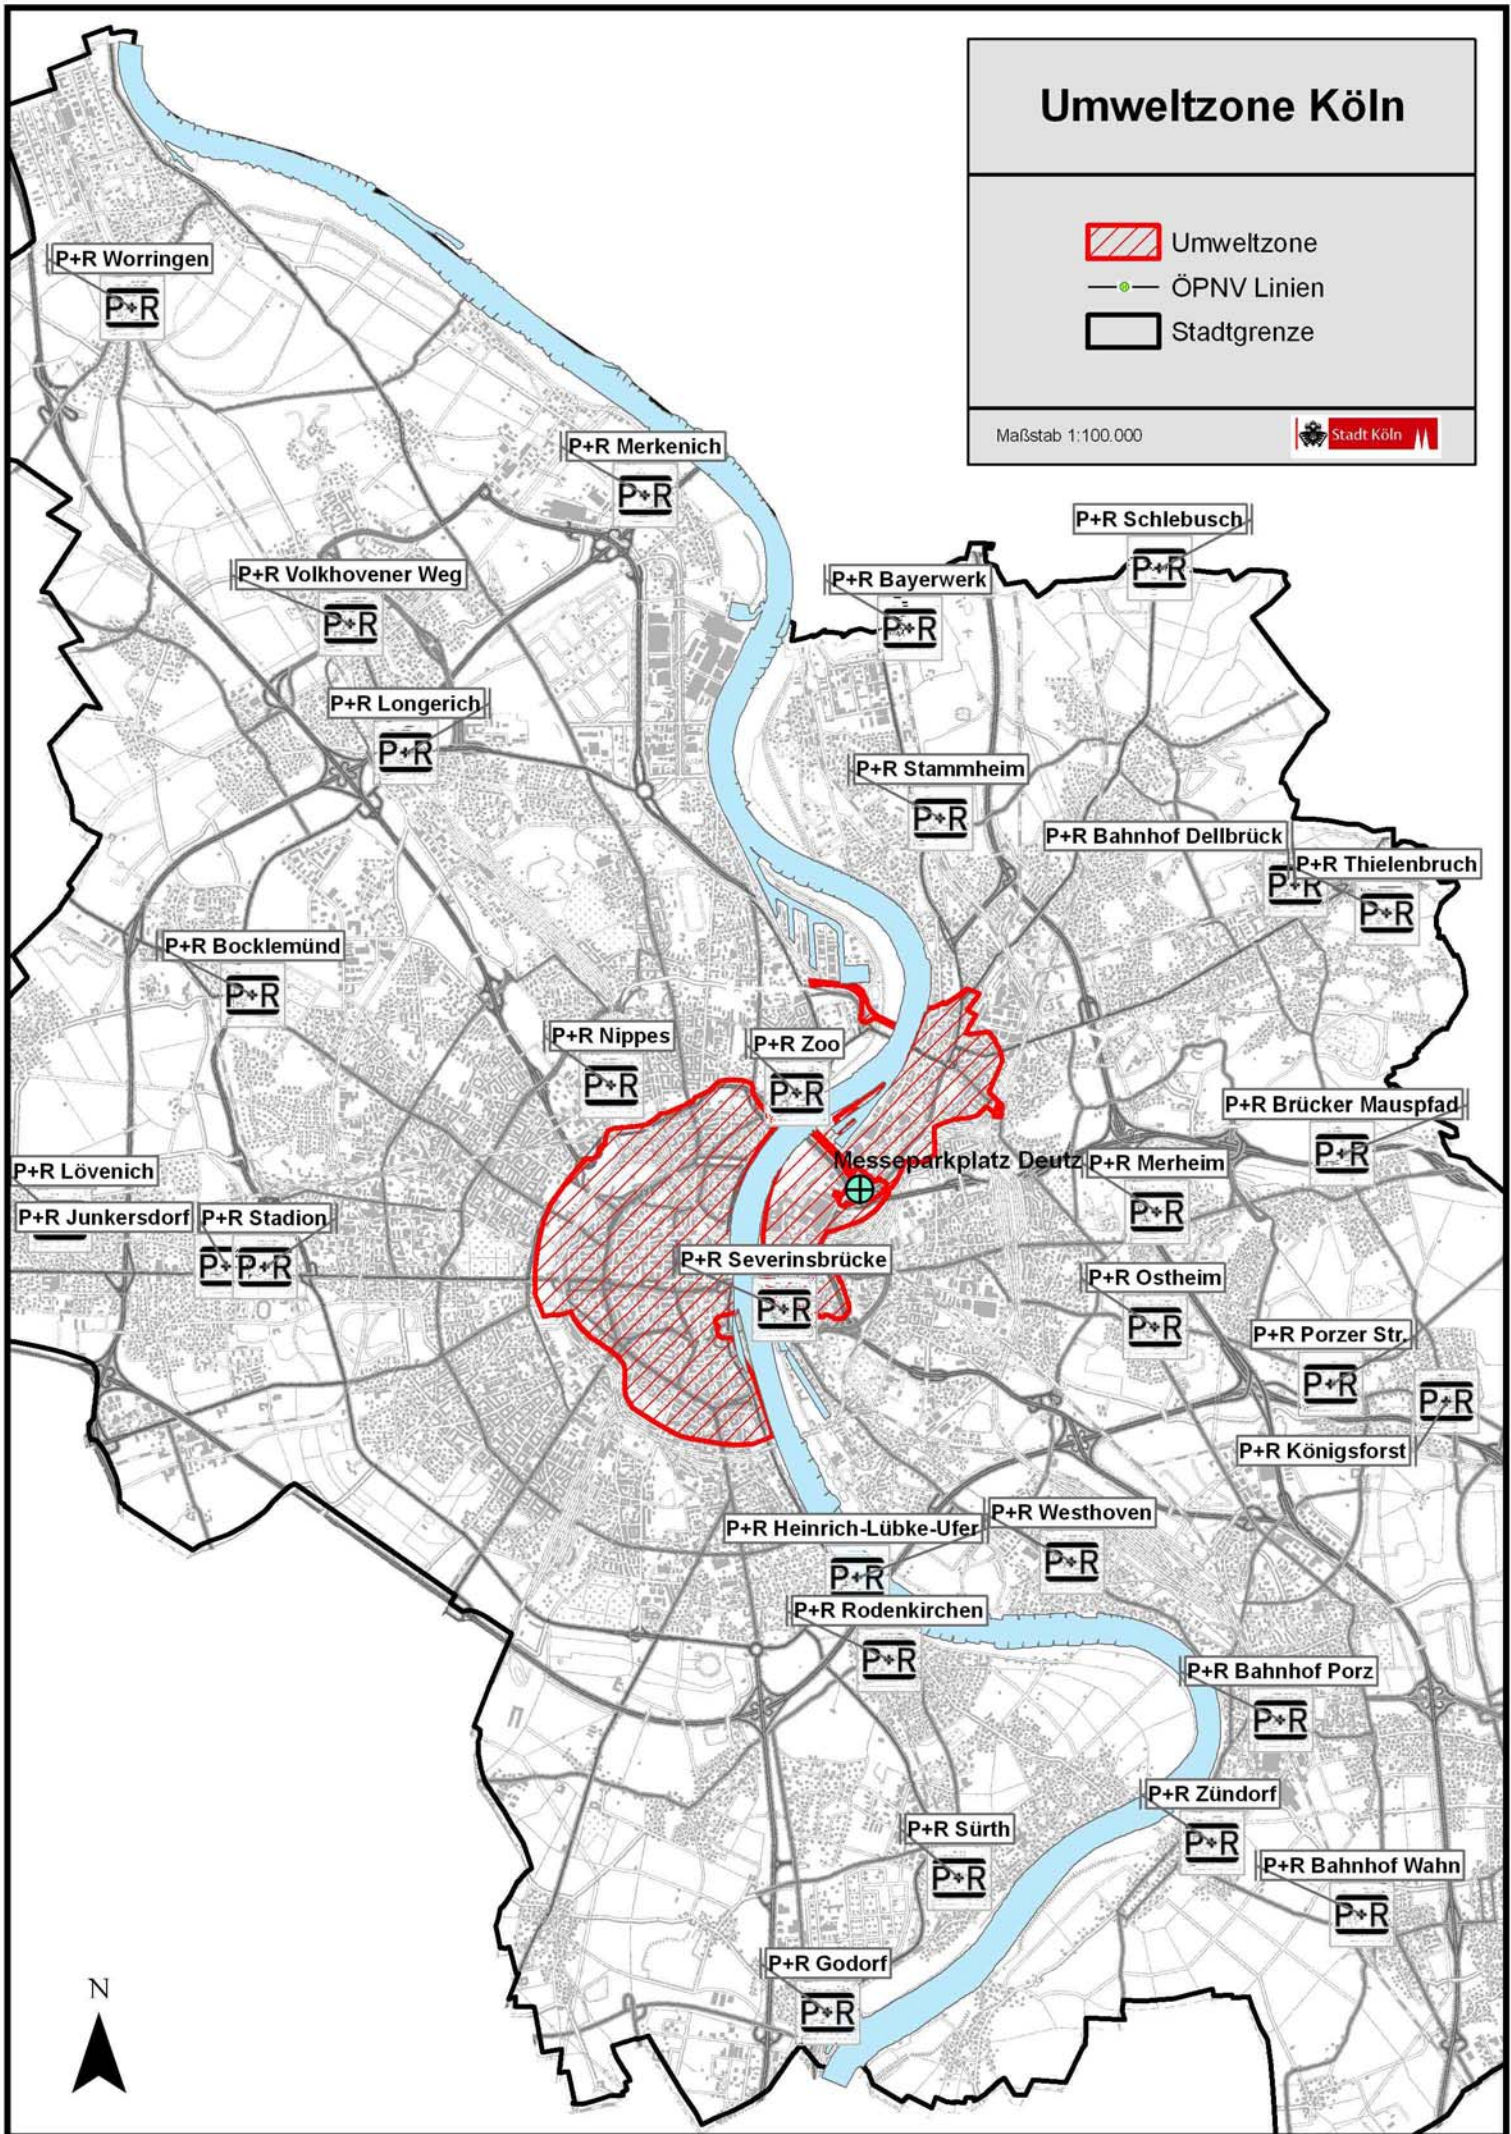 Umweltzone Köln
Umweltzone
ÖPNV Linien
Stadtgrenze
Maßstab 1:100.000
Stadt Köln
P+R Worringen
P+R
P+R Merkenich
P+R
P+R Schlebusch
P+R
P+R Volkhovener Weg
P+R
P+R Bayerwerk
P+R
P+R Longerich
P+R
P+R Stammheim
P+R
P+R Bahnhof Dellbrück
P+R
P+R Thielenbruch
P+R
P+R Bocklemünd
P+R
P+R Nippes
P+R
P+R Zoo
P+R
P+R Brücker Mauspfad
P+R
Messeparkplatz Deutz
P+R Merheim
P+R
P+R Lövenich
P+R Junkersdorf
P+R Stadion
P+
P+R
P+R Severinsbrücke
P+R
P+R Ostheim
P+R
P+R Porzer Str.
P+R
P+R
P+R Königsforst
P+R Westhoven
P+R
P+R Heinrich-Lübke-Ufer
P+R
P+R Rodenkirchen
P+R
P+R Bahnhof Porz
P+R
P+R Zündorf
P+R
P+R Sürth
P+R
P+R Bahnhof Wahn
P+R
P+R Godorf
P+R
N